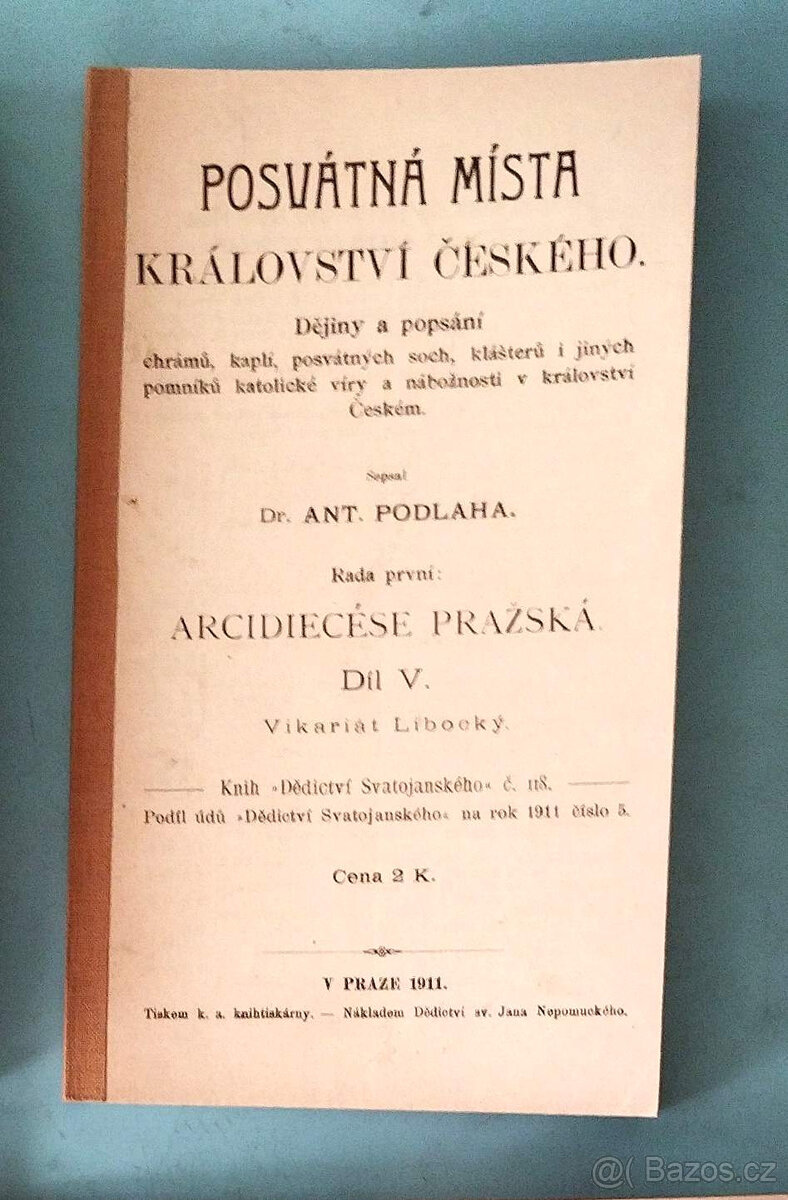 POSVÁTNÁ MÍSTA
KRÁLOVSTVÍ ČESKÉHO.
Dějiny a popsání
chrámů, kaplí, posvátných soch, klášterů i jiných
pomníků katolické víry a nábožnosti v království
Českém.
Sepsal
Dr. ANT. PODLAHA.
Řada první:
ARCIDIECÉSE PRAŽSKÁ.
Díl V.
Vikariát Libocký.
Knih »Dědictví Svatojanského« č. 118.
Podíl údů »Dědictví Svatojanského« na rok 1911 číslo 5.
Cena 2 K.
V PRAZE 1911.
Tiskem k. a. knihtiskárny. — Nákladem Dědictví sv. Jana Nepomuckého.
@( Bazos.cz